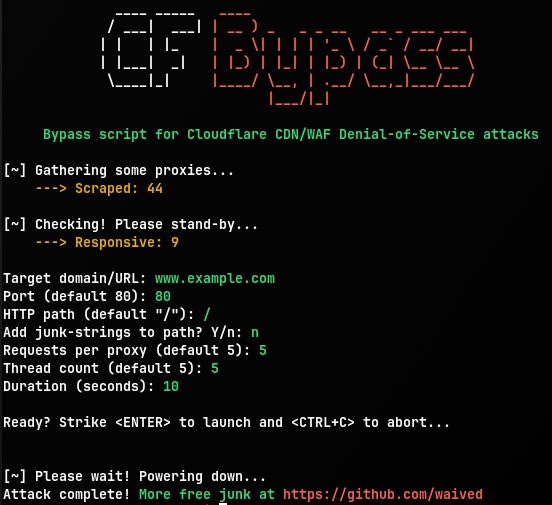 CF Bypass
Bypass script for Cloudflare CDN/WAF Denial-of-Service attacks
[~] Gathering some proxies...
---> Scraped: 44
[~] Checking! Please stand-by...
---> Responsive: 9
Target domain/URL: www.example.com
Port (default 80): 80
HTTP path (default "/"): /
Add junk-strings to path? Y/n: n
Requests per proxy (default 5): 5
Thread count (default 5): 5
Duration (seconds): 10
Ready? Strike <ENTER> to launch and <CTRL+C> to abort...
[~] Please wait! Powering down...
Attack complete! More free junk at https://github.com/waived